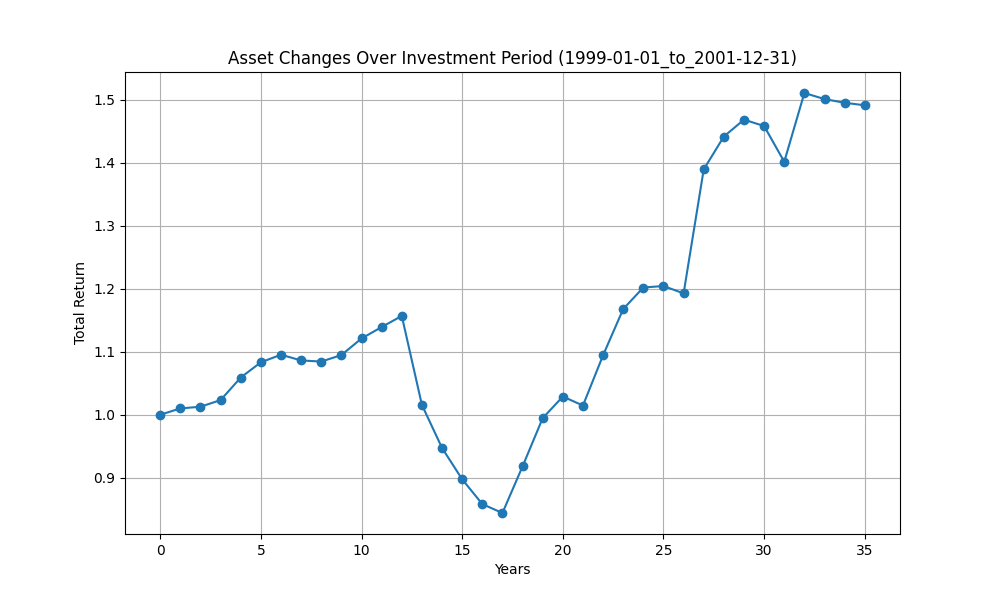 Asset Changes Over Investment Period (1999-01-01_to_2001-12-31)
Total Return
1.5
1.4
1.3
1.2
1.1
1.0
0.9
0 5 10 15 20 25 30 35
Years